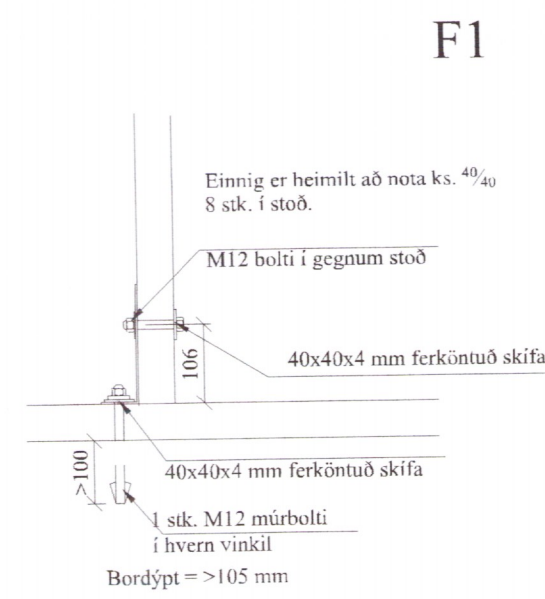 F1
Einnig er heimilt að nota ks. 40/40
8 stk. í stoð.
M12 bolti í gegnum stoð
106
40x40x4 mm ferköntuð skífa
>100
40x40x4 mm ferköntuð skífa
1 stk. M12 múrbolti
í hvern vinkil
Bordýpt = >105 mm